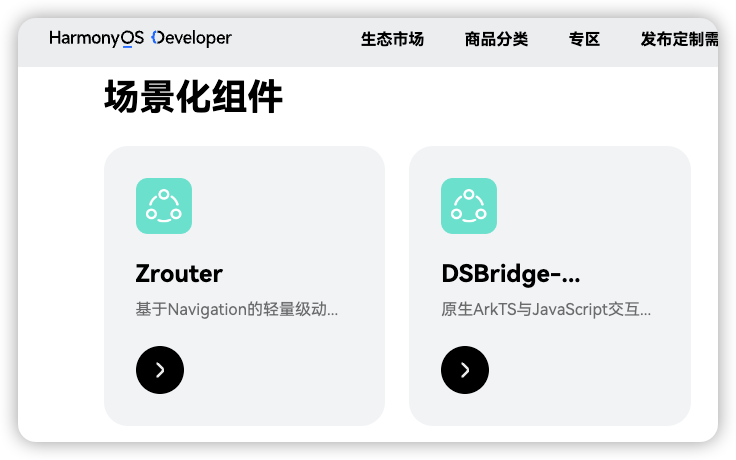 HarmonyOS Developer 生态市场 商品分类 专区 发布定制需
场景化组件
Zrouter
基于Navigation的轻量级动...
DSBridge-...
原生ArkTS与JavaScript交互...